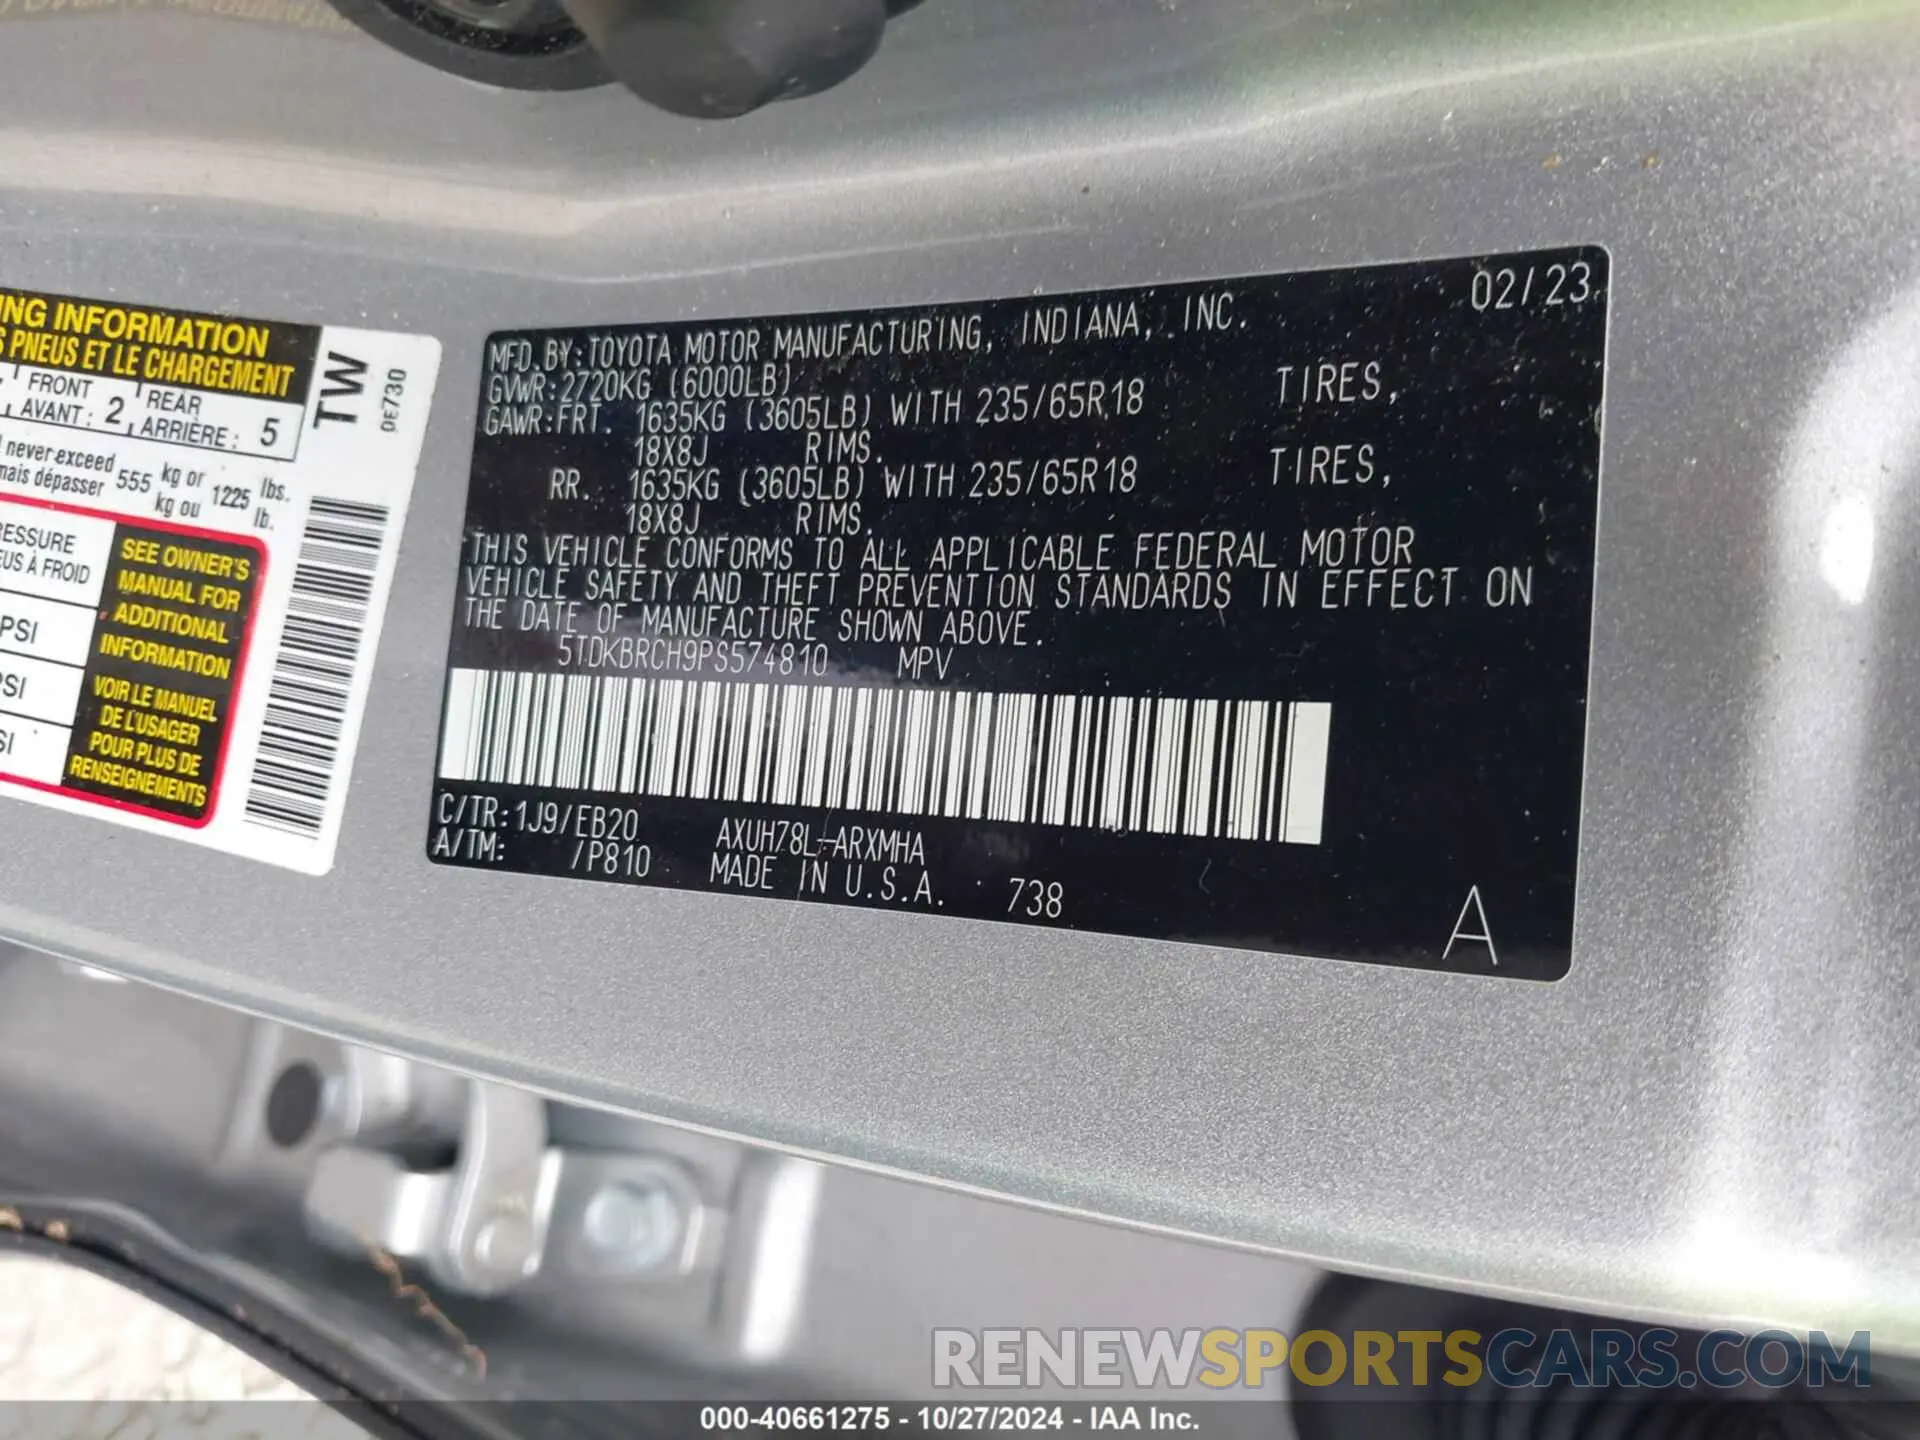 02/23
MFD.BY:TOYOTA MOTOR MANUFACTURING, INDIANA, INC.
GVWR:2720KG (6000LB)
GAWR:FRT. 1635KG (3605LB) WITH 235/65R18 TIRES,
18X8J RIMS.
RR. 1635KG (3605LB) WITH 235/65R18 TIRES,
18X8J RIMS.
THIS VEHICLE CONFORMS TO ALL APPLICABLE FEDERAL MOTOR
VEHICLE SAFETY AND THEFT PREVENTION STANDARDS IN EFFECT ON
THE DATE OF MANUFACTURE SHOWN ABOVE.
5TDKBRCH9PS574810 MPV
C/TR:1J9/EB20 AXUH78L-ARXMHA
A/TM: /P810 MADE IN U.S.A. 738
A
ING INFORMATION
S PNEUS ET LE CHARGEMENT
FRONT REAR
AVANT: 2 ARRIÈRE: 5
never exceed 555 kg or 1225 lbs.
mais dépasser kg ou lb.
TW
DE730
ESSURE
EUS À FROID
PSI
PSI
SI
SEE OWNER'S
MANUAL FOR
ADDITIONAL
INFORMATION
VOIR LE MANUEL
DE L'USAGER
POUR PLUS DE
RENSEIGNEMENTS
RENEWSPORTSCARS.COM
000-40661275 - 10/27/2024 - IAA Inc.